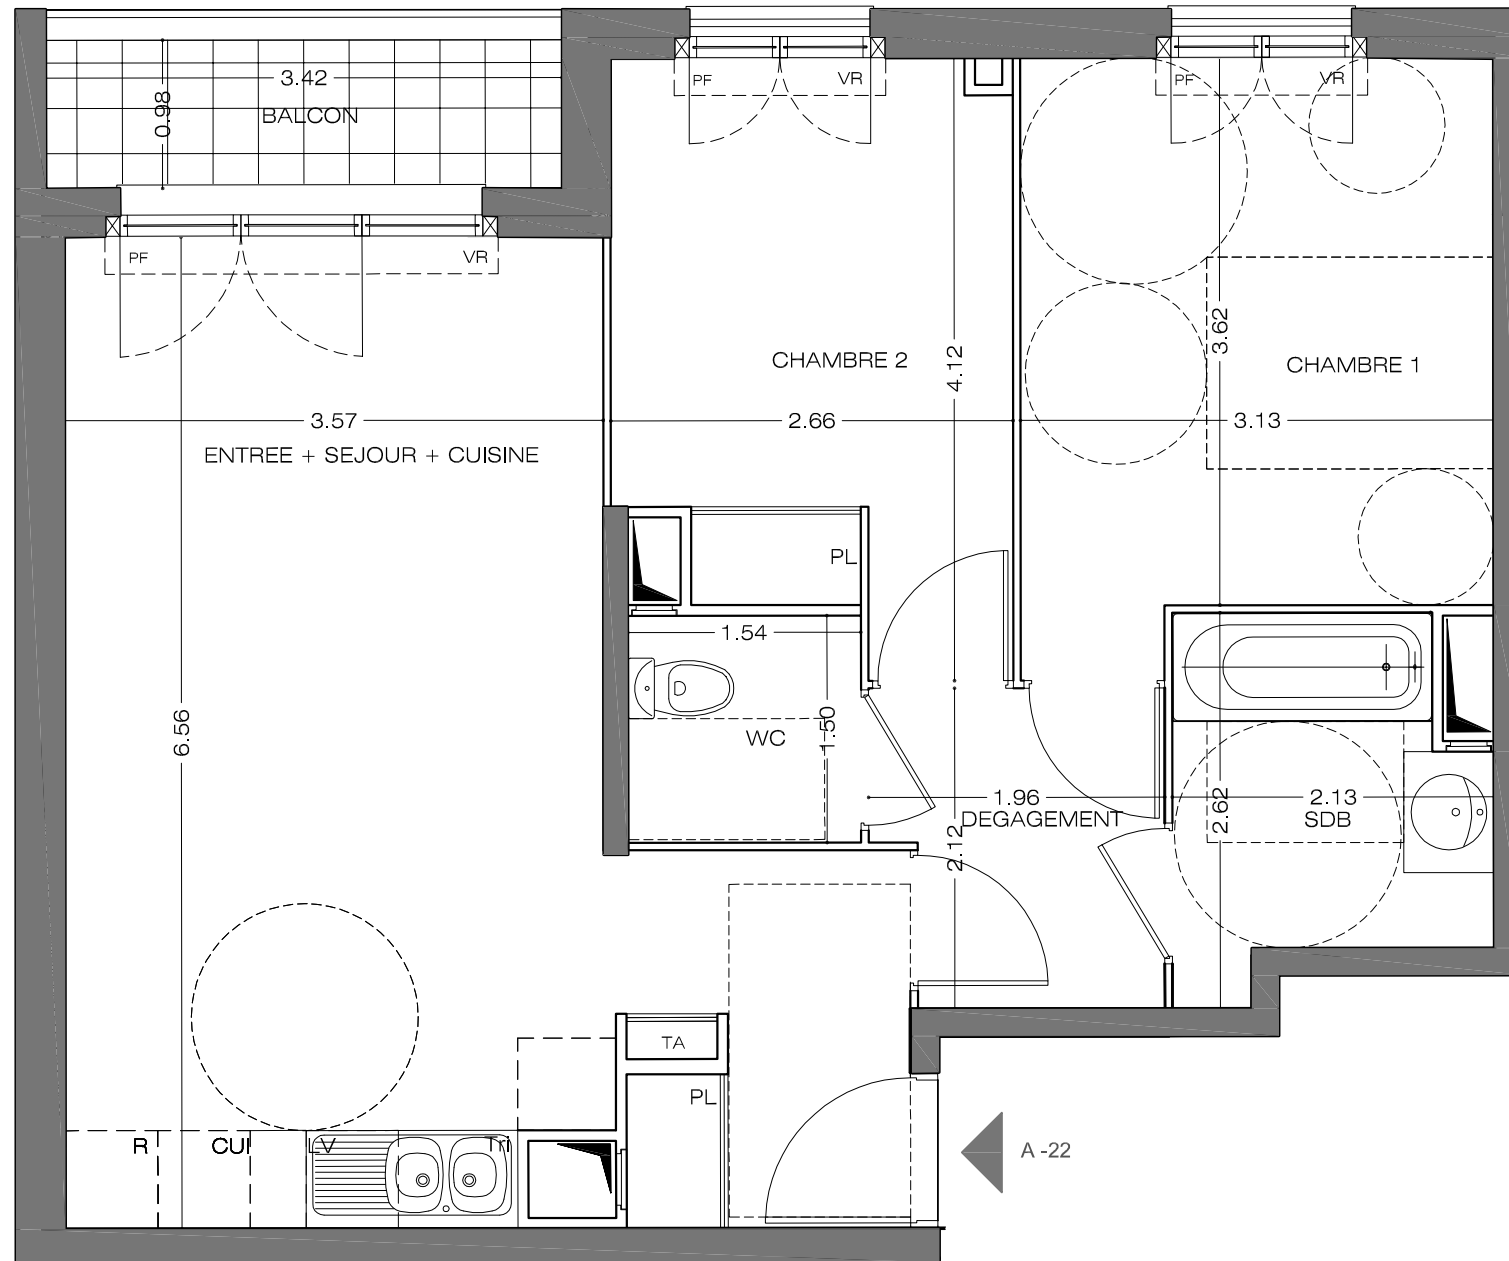 3.42
BALCON
0.98
PF
VR
PF
VR
PF
VR
CHAMBRE 2
4.12
2.66
CHAMBRE 1
3.62
3.13
3.57
ENTREE + SEJOUR + CUISINE
6.56
PL
1.54
WC
1.50
1.96
DEGAGEMENT
2.12
2.13
SDB
2.62
TA
PL
R
CUI
LV
Tri
A -22